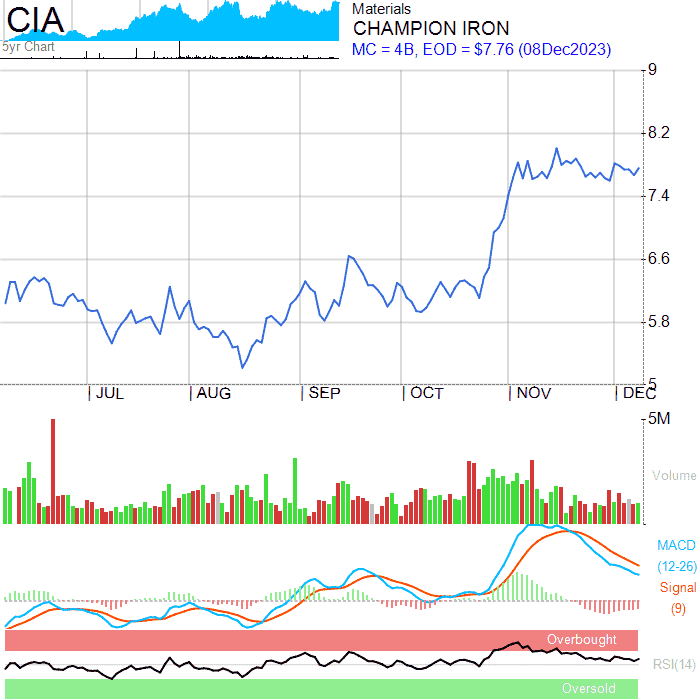 CIA
Materials
CHAMPION IRON
MC = 4B, EOD = $7.76 (08Dec2023)
5yr Chart
9
8.2
7.4
6.6
5.8
5
JUL AUG SEP OCT NOV DEC
5M
Volume
MACD
(12-26)
Signal
(9)
Overbought
RSI(14)
Oversold